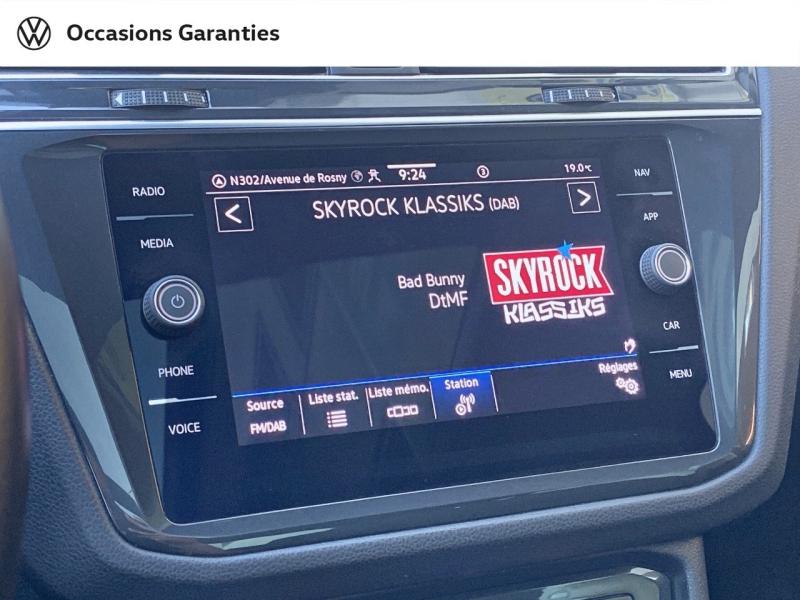 Occasions Garanties
RADIO
MEDIA
PHONE
VOICE
N302/Avenue de Rosny
9:24
3
19.0°C
SKYROCK KLASSIKS (DAB)
Bad Bunny
DtMF
SKYROCK
KLASSIKS
Source
FM/DAB
Liste stat.
Liste mémo.
Station
Réglages
NAV
APP
CAR
MENU